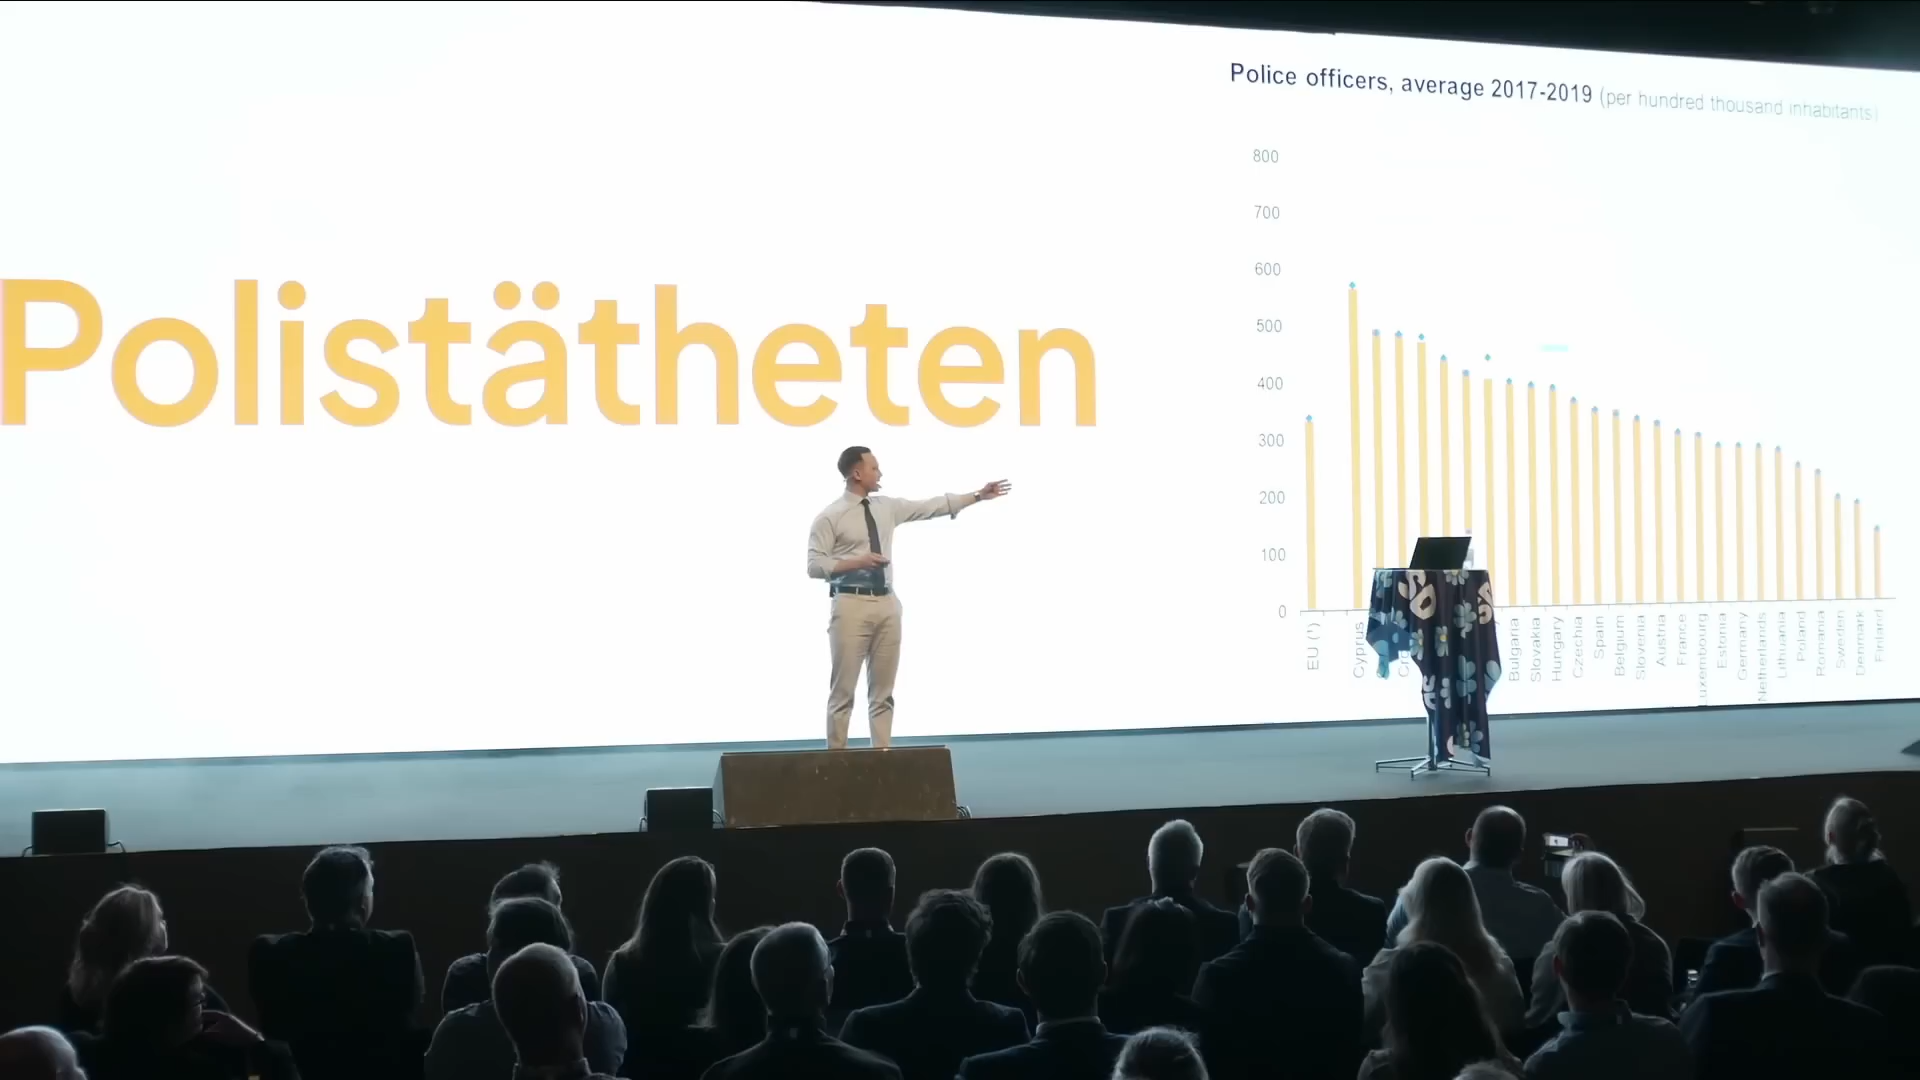 Polistätheten
Police officers, average 2017-2019 (per hundred thousand inhabitants)
800
700
600
500
400
300
200
100
0
EU (¹)
Cyprus
Bulgaria
Slovakia
Hungary
Czechia
Spain
Belgium
Slovenia
Austria
France
uxembourg
Estonia
Germany
Netherlands
Lithuania
Poland
Romania
Sweden
Denmark
Finland
SD